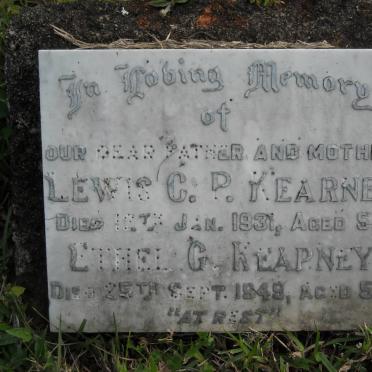 In Loving Memory
of
OUR DEAR FATHER AND MOTH
LEWIS C. P. KEARNE
DIED JAN. 1931, AGED 5
ETHEL G. KEARNEY
DIED 25TH SEPT. 1949, AGED
"AT REST"